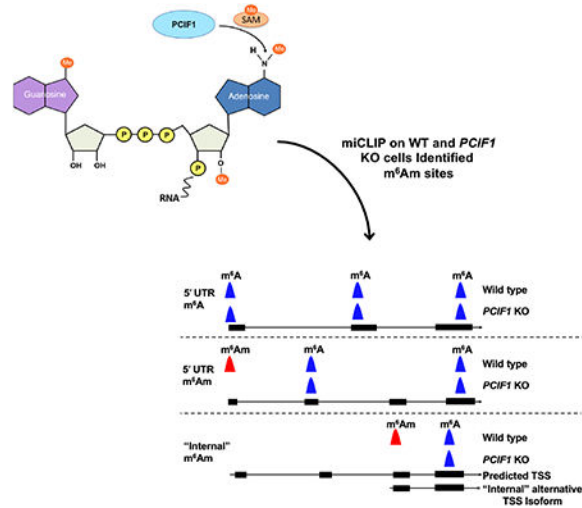 PCIF1
Me
SAM
H
Me
N
Me
Guanosine
Adenosine
P P P
OH OH
P
O
Me
RNA
miCLIP on WT and PCIF1
KO cells Identified
m⁶Am sites
m⁶A m⁶A m⁶A
5' UTR
m⁶A
Wild type
PCIF1 KO
m⁶Am m⁶A m⁶A
5' UTR
m⁶Am
Wild type
PCIF1 KO
m⁶Am m⁶A
"Internal"
m⁶Am
Wild type
PCIF1 KO
Predicted TSS
"Internal" alternative
TSS Isoform